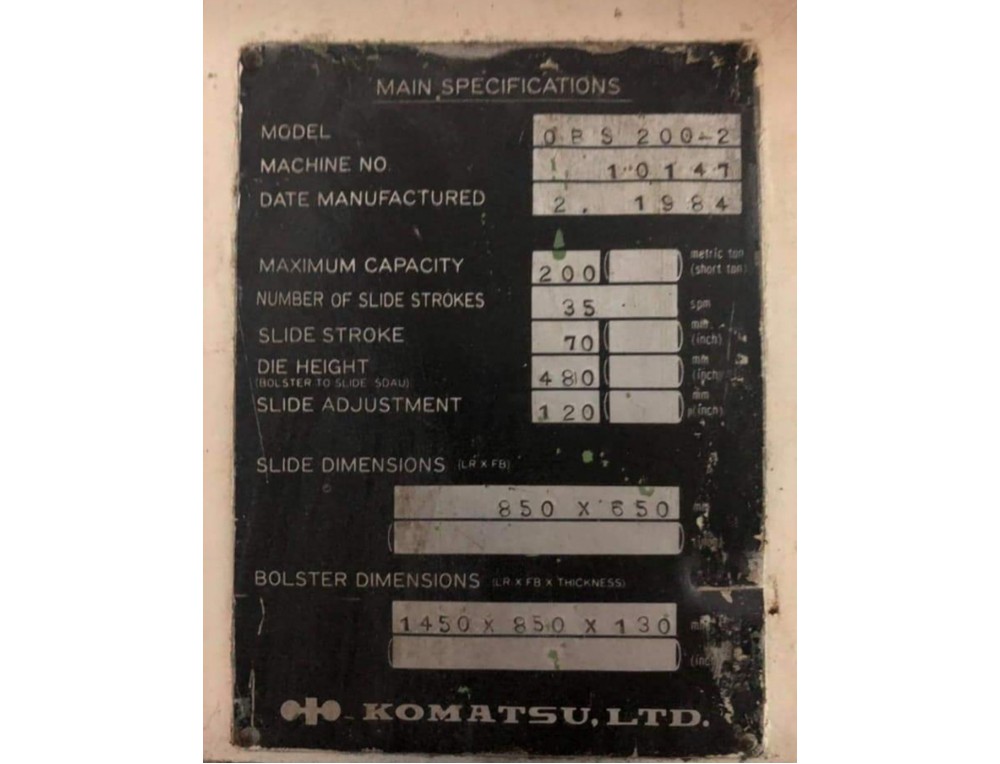 MAIN SPECIFICATIONS
MODEL OBS 200-2
MACHINE NO. 10147
DATE MANUFACTURED 2. 1984
MAXIMUM CAPACITY 200 metric ton
(short ton)
NUMBER OF SLIDE STROKES 35 spm
SLIDE STROKE 70 mm
(inch)
DIE HEIGHT 480 mm
(BOLSTER TO SLIDE SDAU) (inch)
SLIDE ADJUSTMENT 120 mm
(inch)
SLIDE DIMENSIONS (LR X FB)
850 X 650 mm
BOLSTER DIMENSIONS (LR X FB X THICKNESS)
1450 X 850 X 130 mm
KOMATSU, LTD.